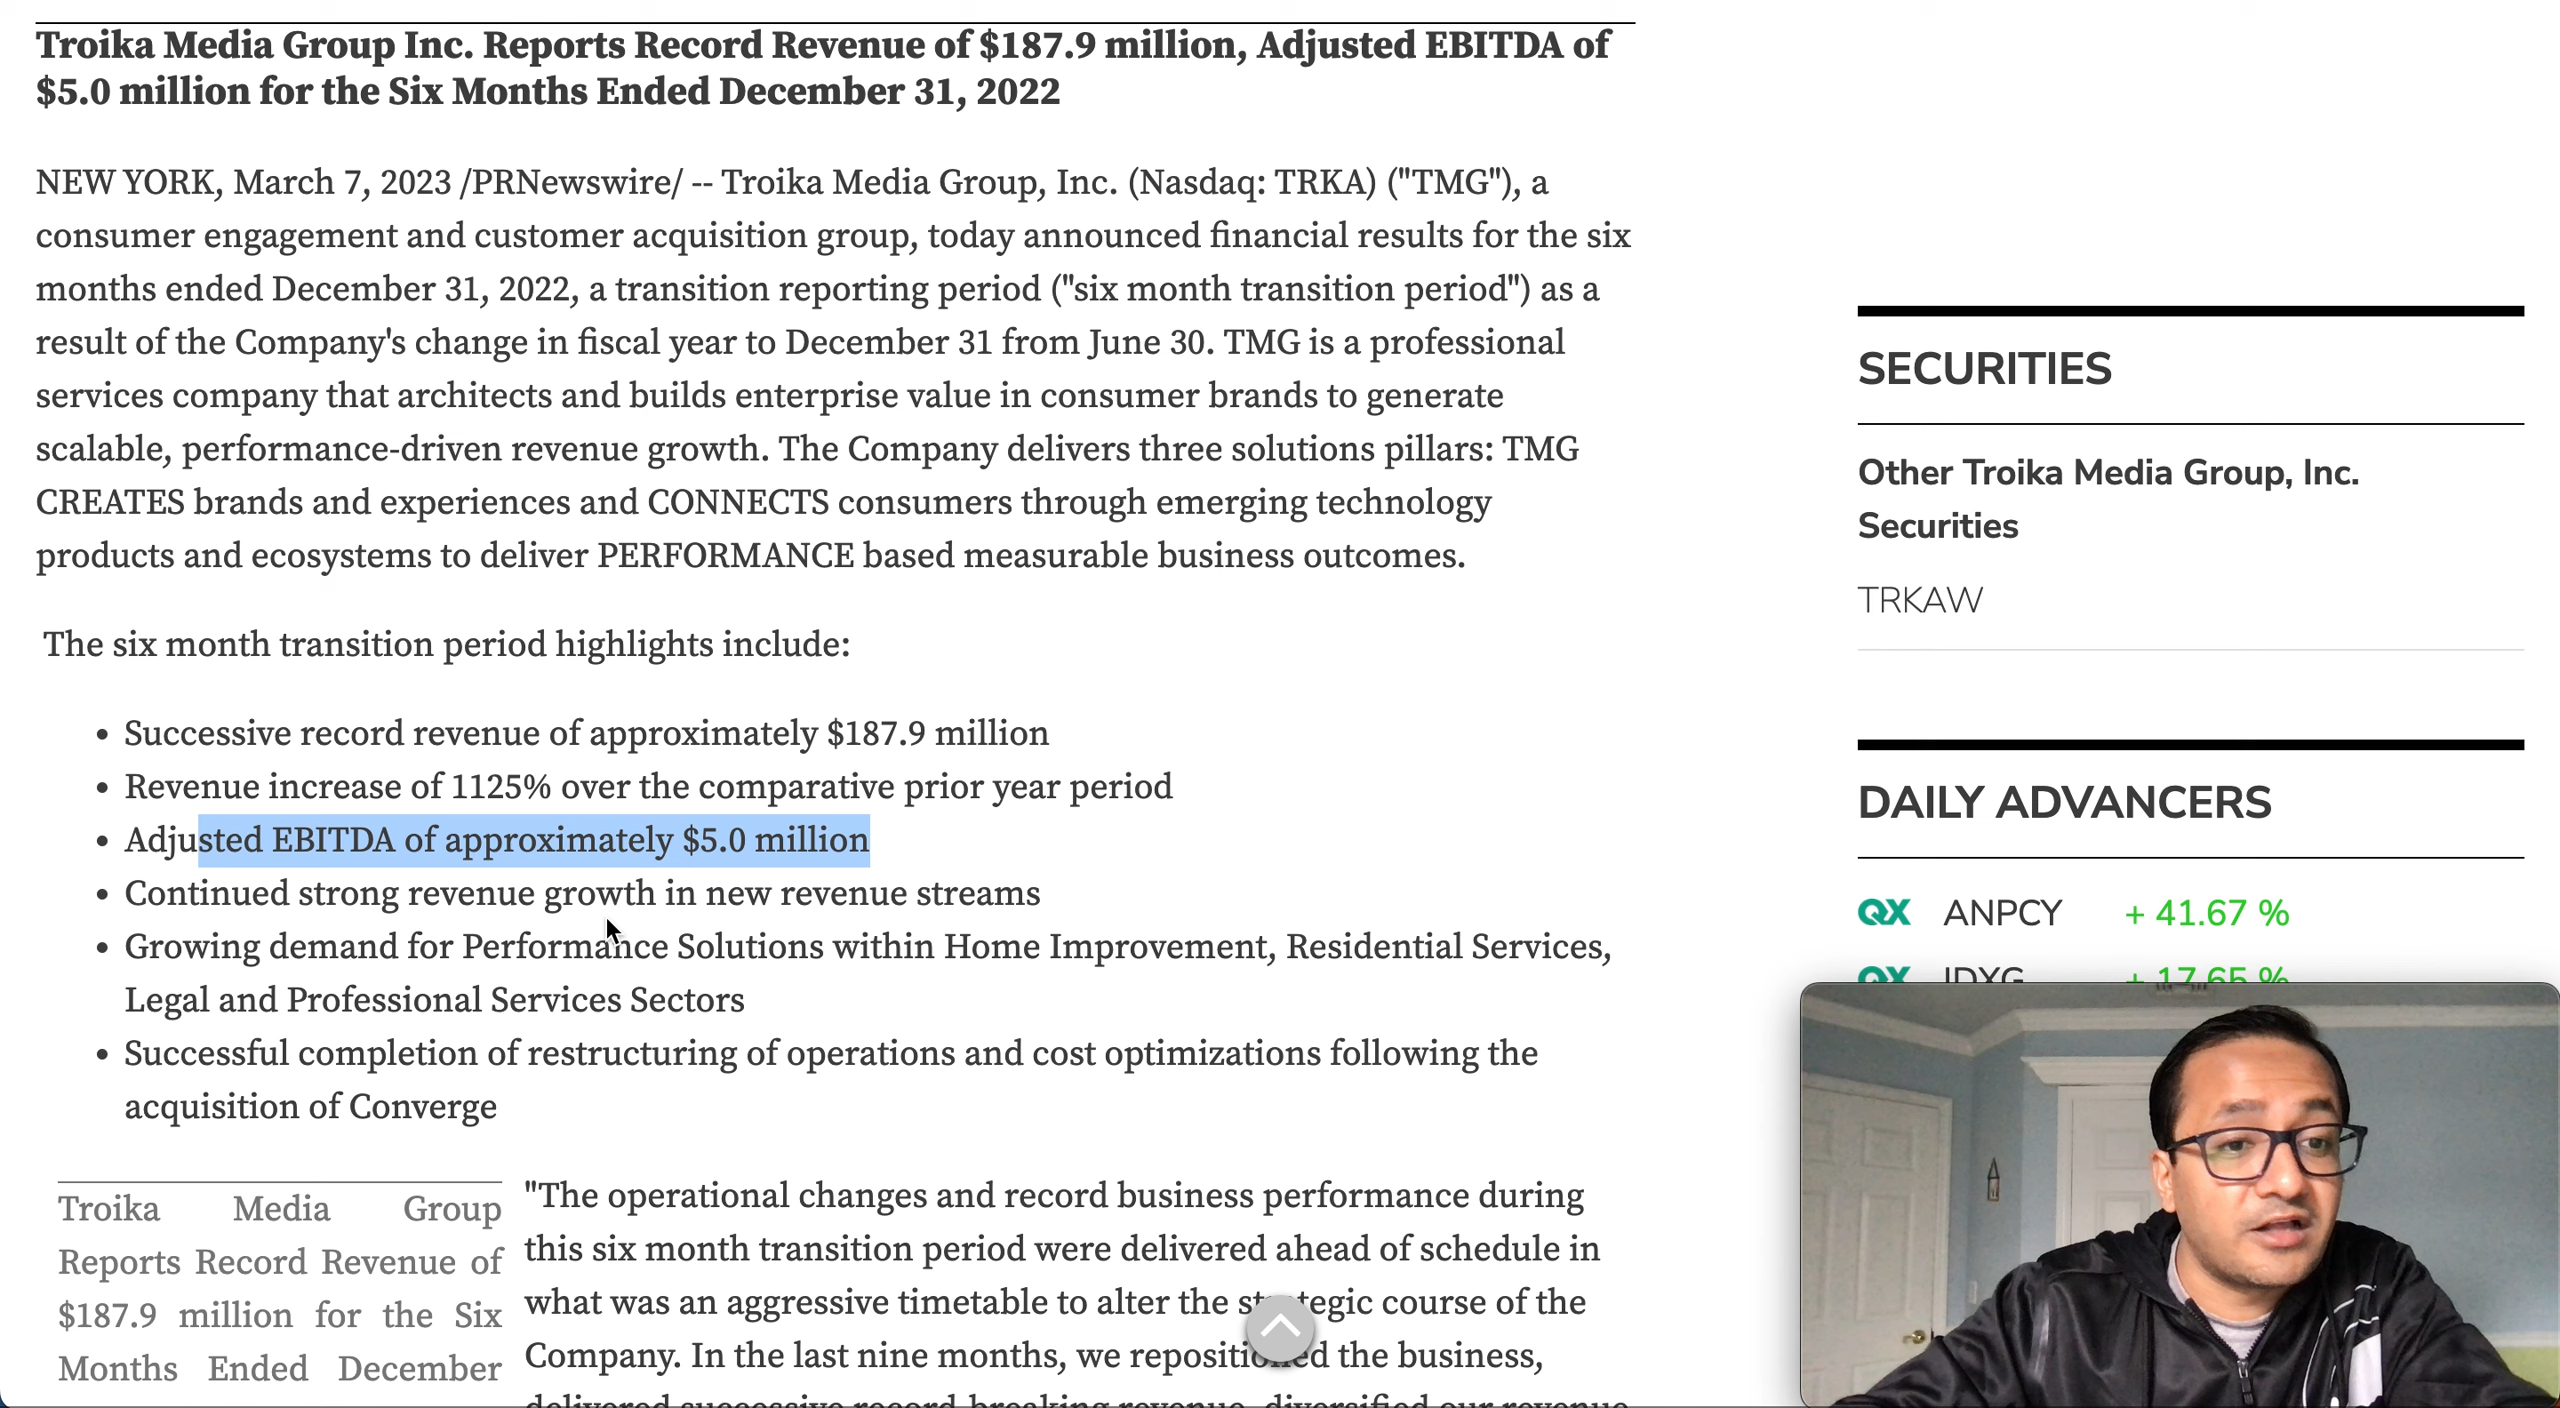 Troika Media Group Inc. Reports Record Revenue of $187.9 million, Adjusted EBITDA of
$5.0 million for the Six Months Ended December 31, 2022
NEW YORK, March 7, 2023 /PRNewswire/ -- Troika Media Group, Inc. (Nasdaq: TRKA) ("TMG"), a
consumer engagement and customer acquisition group, today announced financial results for the six
months ended December 31, 2022, a transition reporting period ("six month transition period") as a
result of the Company's change in fiscal year to December 31 from June 30. TMG is a professional
services company that architects and builds enterprise value in consumer brands to generate
scalable, performance-driven revenue growth. The Company delivers three solutions pillars: TMG
CREATES brands and experiences and CONNECTS consumers through emerging technology
products and ecosystems to deliver PERFORMANCE based measurable business outcomes.
The six month transition period highlights include:
• Successive record revenue of approximately $187.9 million
• Revenue increase of 1125% over the comparative prior year period
• Adjusted EBITDA of approximately $5.0 million
• Continued strong revenue growth in new revenue streams
• Growing demand for Performance Solutions within Home Improvement, Residential Services,
Legal and Professional Services Sectors
• Successful completion of restructuring of operations and cost optimizations following the
acquisition of Converge
Troika Media Group
Reports Record Revenue of
$187.9 million for the Six
Months Ended December
"The operational changes and record business performance during
this six month transition period were delivered ahead of schedule in
what was an aggressive timetable to alter the strategic course of the
Company. In the last nine months, we repositioned the business,
delivered successive record-breaking revenue, diversified our revenue
SECURITIES
Other Troika Media Group, Inc.
Securities
TRKAW
DAILY ADVANCERS
QX ANPCY + 41.67 %
QX IDXG + 17.65 %